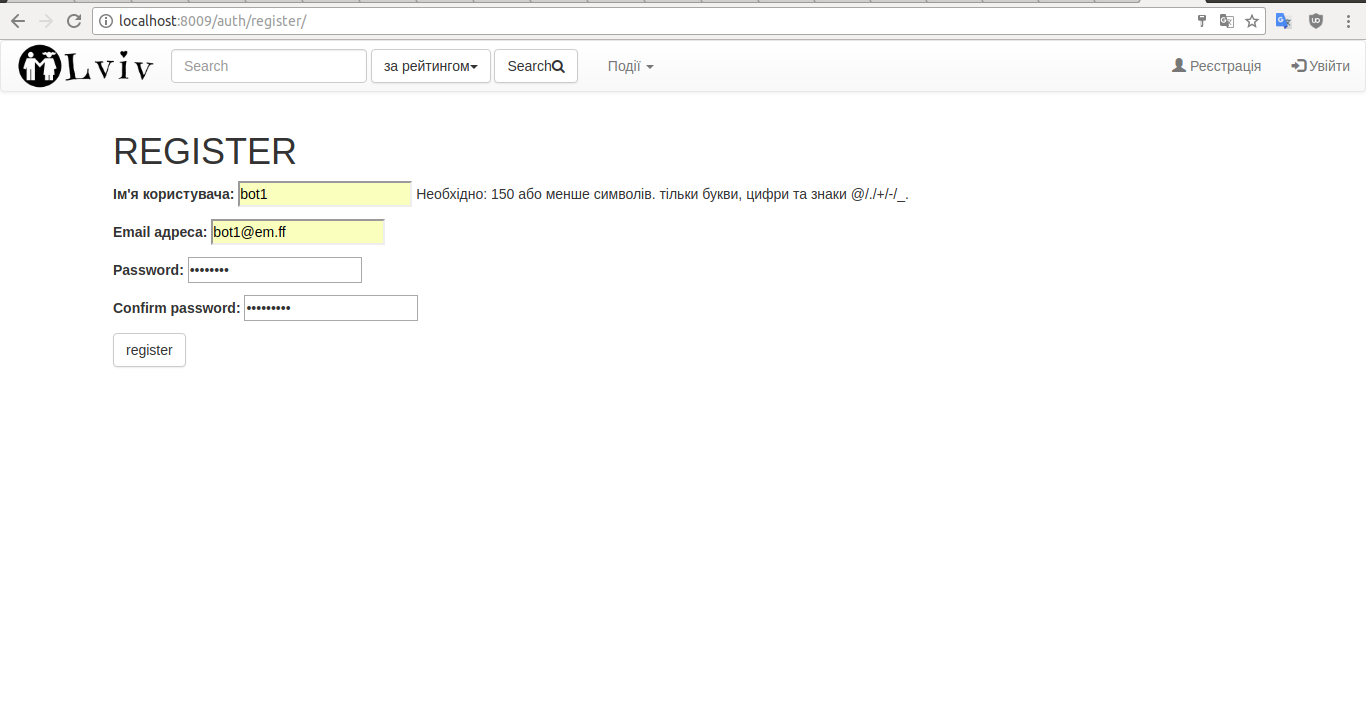 localhost:8009/auth/register/
Lviv Search за рейтингом Search Події Реєстрація Увійти
REGISTER
Ім'я користувача: bot1 Необхідно: 150 або менше символів. тільки букви, цифри та знаки @/./+/-/_.
Email адреса: bot1@em.ff
Password: ••••••••
Confirm password: •••••••••
register